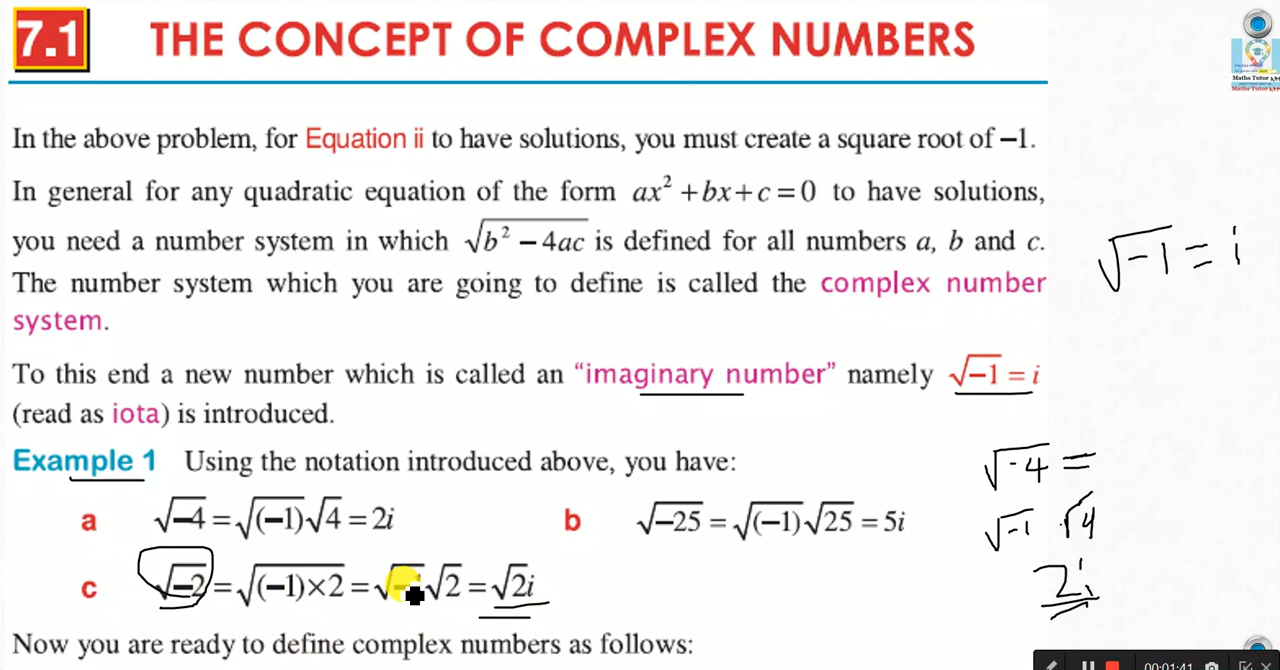 7.1 THE CONCEPT OF COMPLEX NUMBERS
In the above problem, for Equation ii to have solutions, you must create a square root of −1.
In general for any quadratic equation of the form ax² + bx + c = 0 to have solutions,
you need a number system in which √(b² − 4ac) is defined for all numbers a, b and c.
The number system which you are going to define is called the complex number
system.
To this end a new number which is called an "imaginary number" namely √−1 = i
(read as iota) is introduced.
Example 1 Using the notation introduced above, you have:
a √−4 = √(−1)√4 = 2i b √−25 = √(−1)√25 = 5i
c √−2 = √((−1)×2) = √− √2 = √2i
Now you are ready to define complex numbers as follows:
√−1 = i
√−4 =
√−1 · √4
2i
Maths Tutor
Maths Tutor
00:01:41